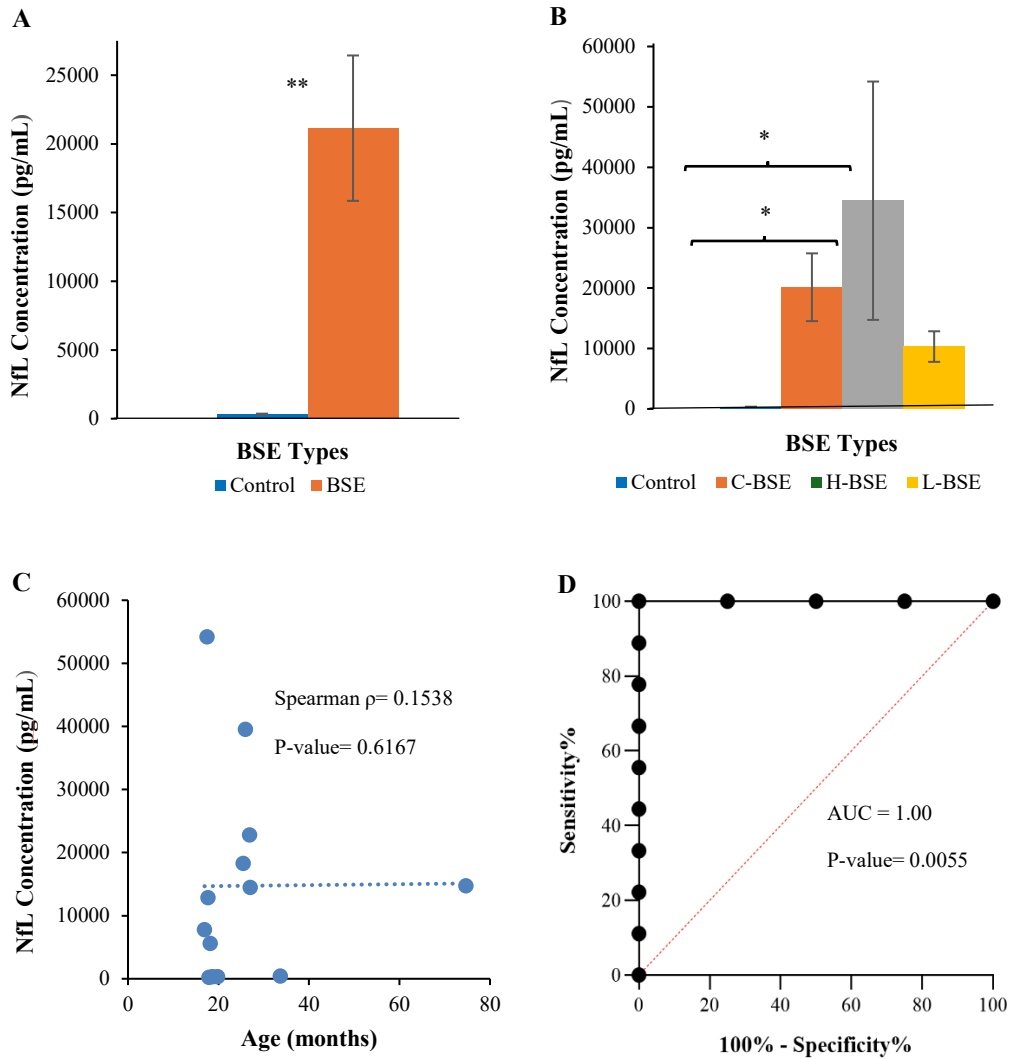 A
NfL Concentration (pg/mL)
25000
20000
15000
10000
5000
0
**
BSE Types
Control BSE
B
NfL Concentration (pg/mL)
60000
50000
40000
30000
20000
10000
0
*
*
BSE Types
Control C-BSE H-BSE L-BSE
C
NfL Concentration (pg/mL)
60000
50000
40000
30000
20000
10000
0
Spearman ρ= 0.1538
P-value= 0.6167
0 20 40 60 80
Age (months)
D
Sensitivity%
100
80
60
40
20
0
AUC = 1.00
P-value= 0.0055
0 20 40 60 80 100
100% - Specificity%